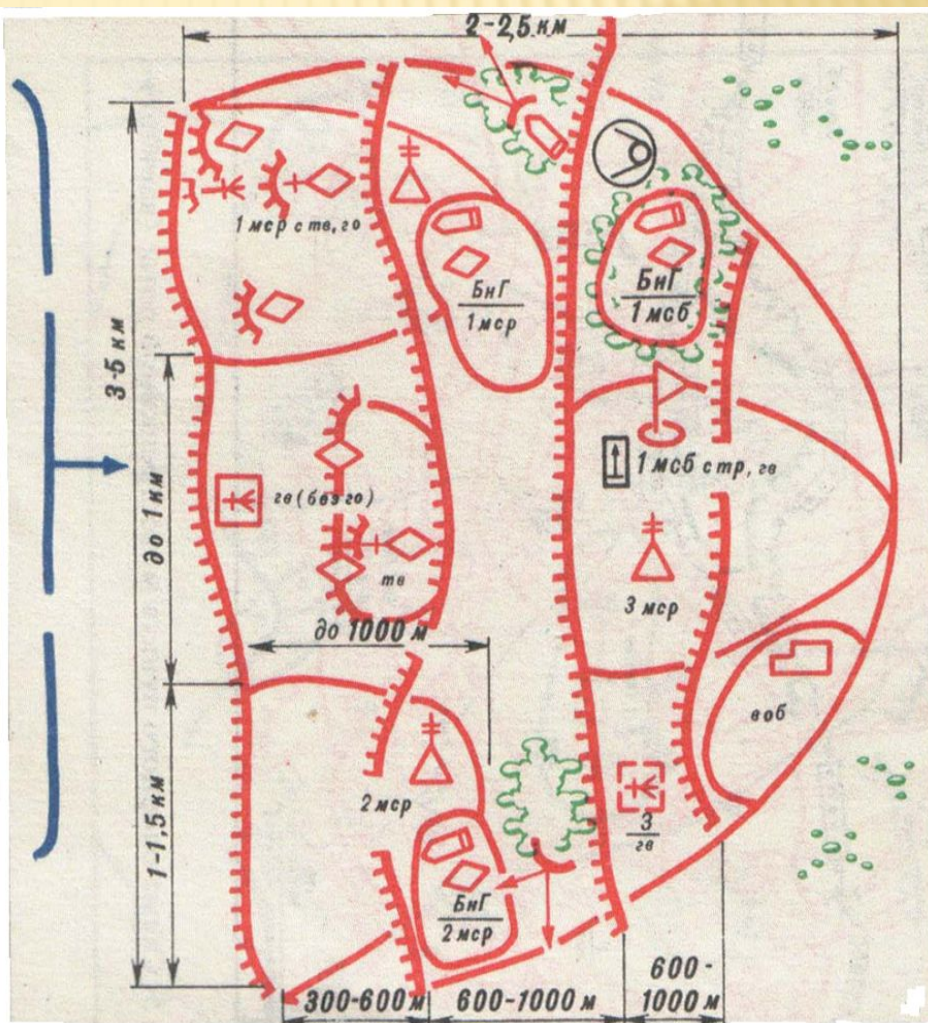 2-2,5 км
1 мср с тв, го
БнГ
1 мср
БнГ
1 мсб
3-5 км
1 мсб с тр, гв
гв (без го)
до 1 км
тв
3 мср
до 1000 м
воб
2 мср
3
гв
1-1,5 км
БнГ
2 мср
300-600 м
600-1000 м
600-
1000 м